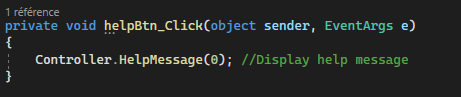 1 référence
private void helpBtn_Click(object sender, EventArgs e)
{
    Controller.HelpMessage(0); //Display help message
}